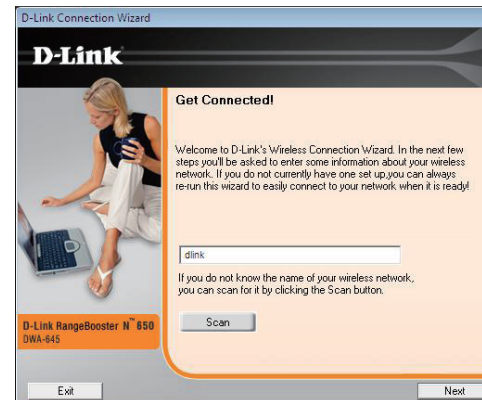 D-Link Connection Wizard
D-Link
Get Connected!
Welcome to D-Link's Wireless Connection Wizard. In the next few
steps you'll be asked to enter some information about your wireless
network. If you do not currently have one set up,you can always
re-run this wizard to easily connect to your network when it is ready!
dlink
If you do not know the name of your wireless network,
you can scan for it by clicking the Scan button.
Scan
D-Link RangeBooster N™ 650
DWA-645
Exit
Next